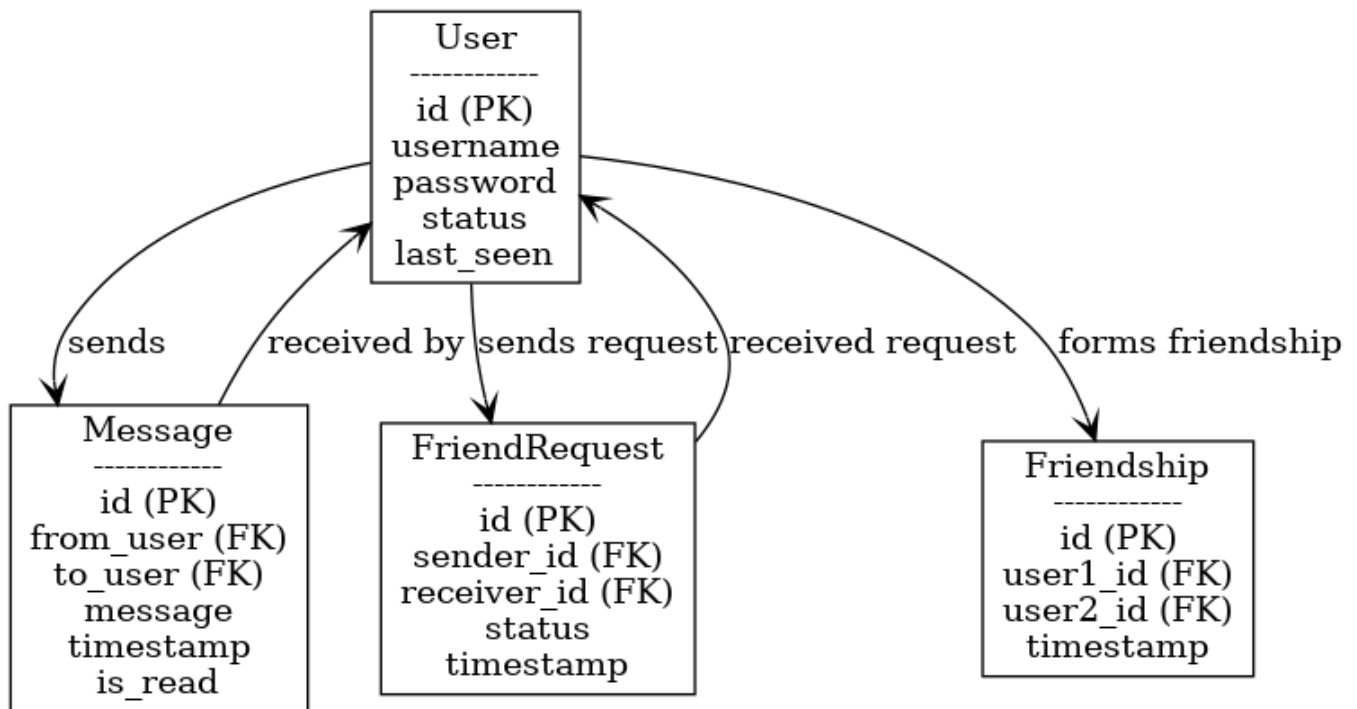 User
------------
id (PK)
username
password
status
last_seen
sends
received by
sends request
received request
forms friendship
Message
------------
id (PK)
from_user (FK)
to_user (FK)
message
timestamp
is_read
FriendRequest
------------
id (PK)
sender_id (FK)
receiver_id (FK)
status
timestamp
Friendship
------------
id (PK)
user1_id (FK)
user2_id (FK)
timestamp